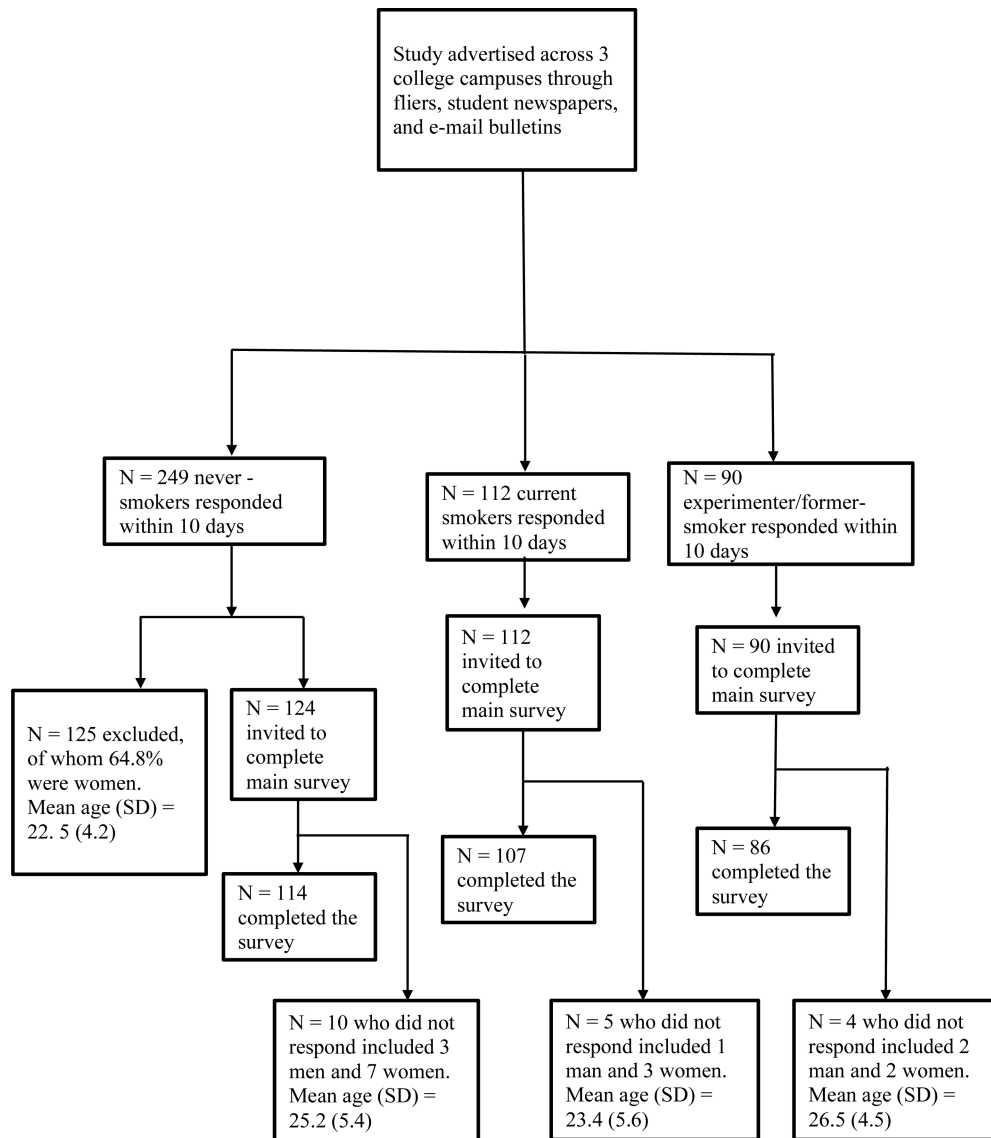 Study advertised across 3
college campuses through
fliers, student newspapers,
and e-mail bulletins
N = 249 never -
smokers responded
within 10 days
N = 112 current
smokers responded
within 10 days
N = 90
experimenter/former-
smoker responded within
10 days
N = 125 excluded,
of whom 64.8%
were women.
Mean age (SD) =
22. 5 (4.2)
N = 124
invited to
complete
main survey
N = 112
invited to
complete
main survey
N = 90 invited
to complete
main survey
N = 114
completed the
survey
N = 107
completed the
survey
N = 86
completed the
survey
N = 10 who did not
respond included 3
men and 7 women.
Mean age (SD) =
25.2 (5.4)
N = 5 who did not
respond included 1
man and 3 women.
Mean age (SD) =
23.4 (5.6)
N = 4 who did not
respond included 2
man and 2 women.
Mean age (SD) =
26.5 (4.5)